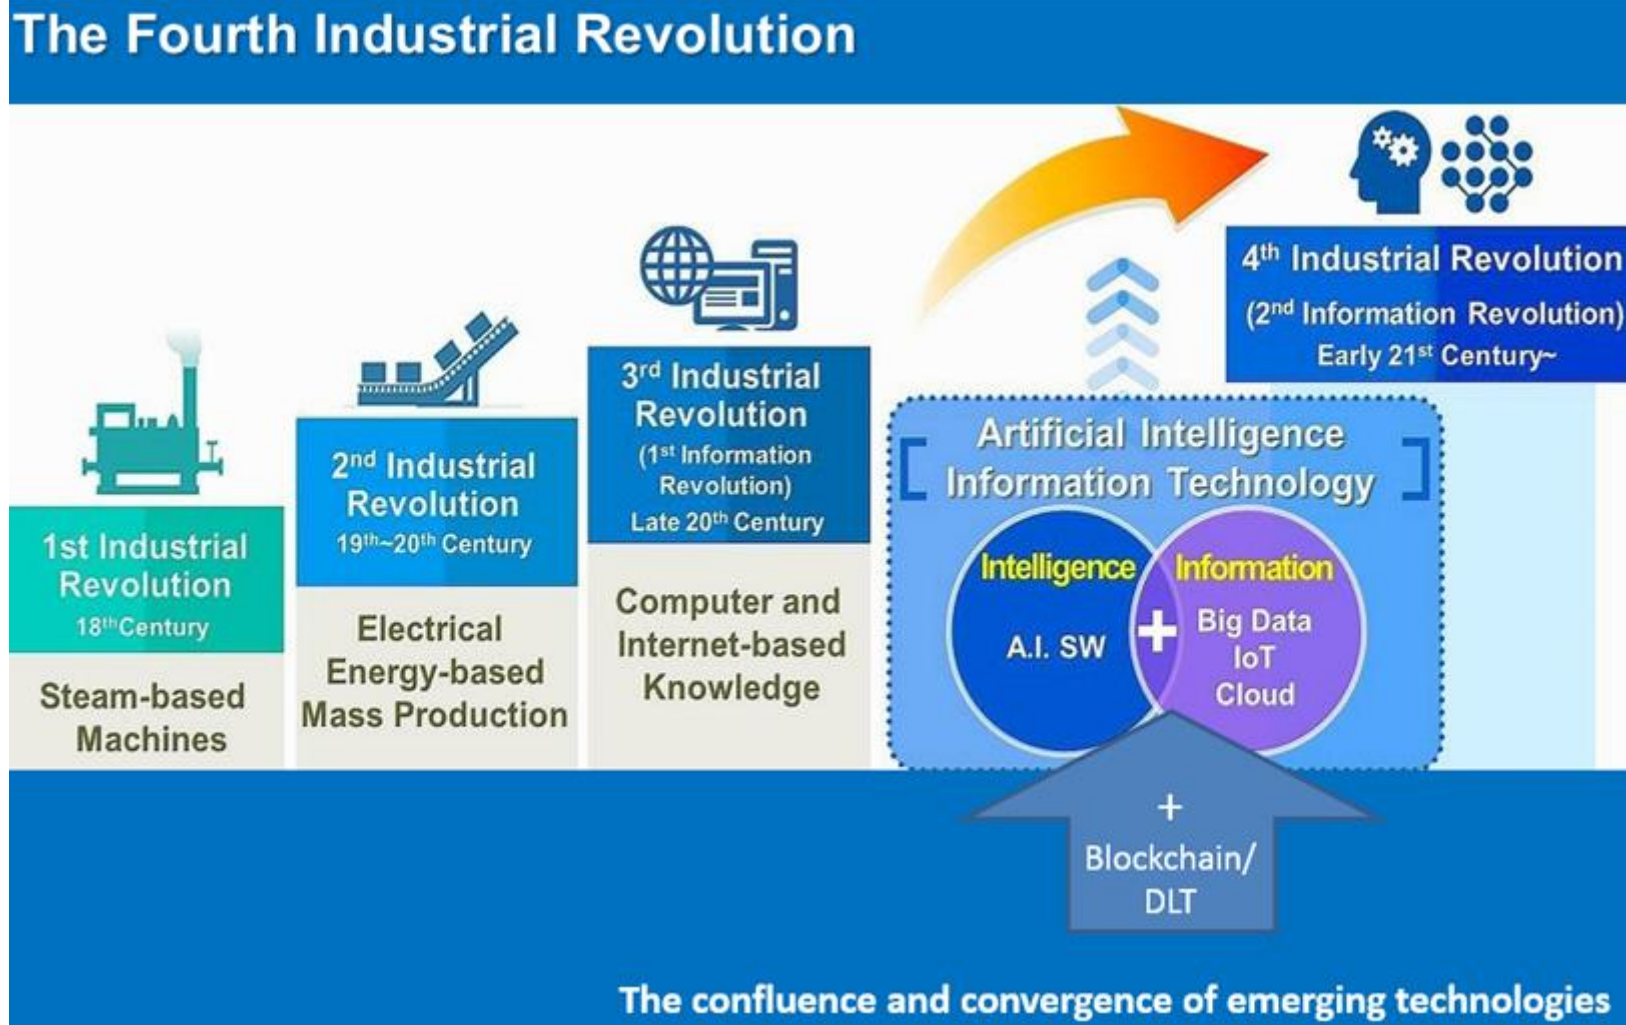 The Fourth Industrial Revolution
1st Industrial
Revolution
18thCentury
Steam-based
Machines
2nd Industrial
Revolution
19th~20th Century
Electrical
Energy-based
Mass Production
3rd Industrial
Revolution
(1st Information
Revolution)
Late 20th Century
Computer and
Internet-based
Knowledge
Artificial Intelligence
Information Technology
Intelligence
A.I. SW
+
Information
Big Data
IoT
Cloud
+
Blockchain/
DLT
4th Industrial Revolution
(2nd Information Revolution)
Early 21st Century~
The confluence and convergence of emerging technologies